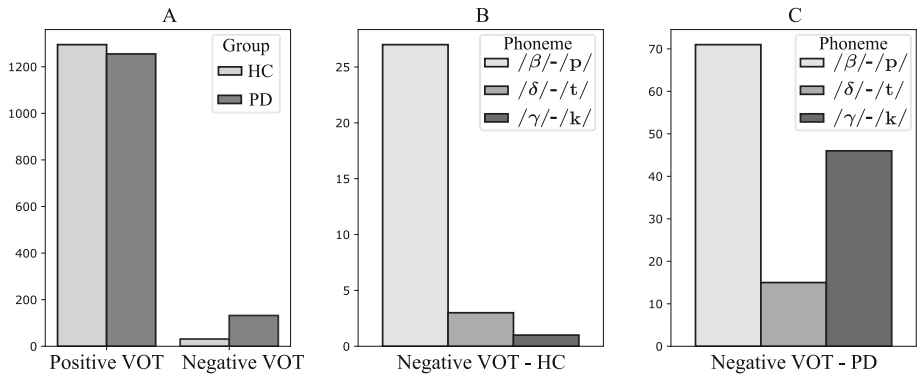 A
Group
HC
PD
1200
1000
800
600
400
200
0
Positive VOT
Negative VOT
B
Phoneme
/β/-/p/
/δ/-/t/
/γ/-/k/
25
20
15
10
5
0
Negative VOT - HC
C
Phoneme
/β/-/p/
/δ/-/t/
/γ/-/k/
70
60
50
40
30
20
10
0
Negative VOT - PD